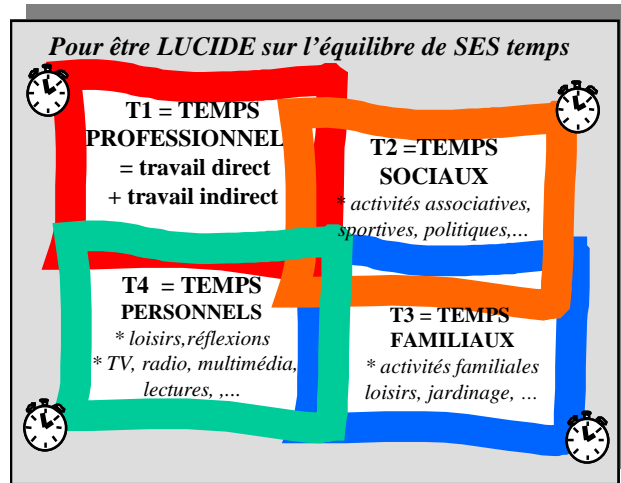 Pour être LUCIDE sur l'équilibre de SES temps
T1 = TEMPS
PROFESSIONNEL
= travail direct
+ travail indirect
T2 =TEMPS
SOCIAUX
* activités associatives,
sportives, politiques,...
T4 = TEMPS
PERSONNELS
* loisirs,réflexions
* TV, radio, multimédia,
lectures, ,...
T3 = TEMPS
FAMILIAUX
* activités familiales
loisirs, jardinage, ...